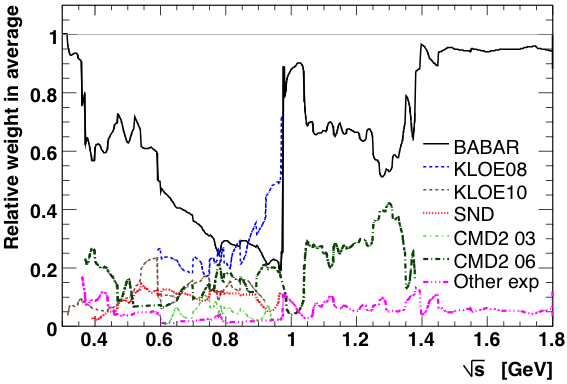 Relative weight in average
1
0.8
0.6
0.4
0.2
0
BABAR
KLOE08
KLOE10
SND
CMD2 03
CMD2 06
Other exp
0.4 0.6 0.8 1 1.2 1.4 1.6 1.8
√s [GeV]